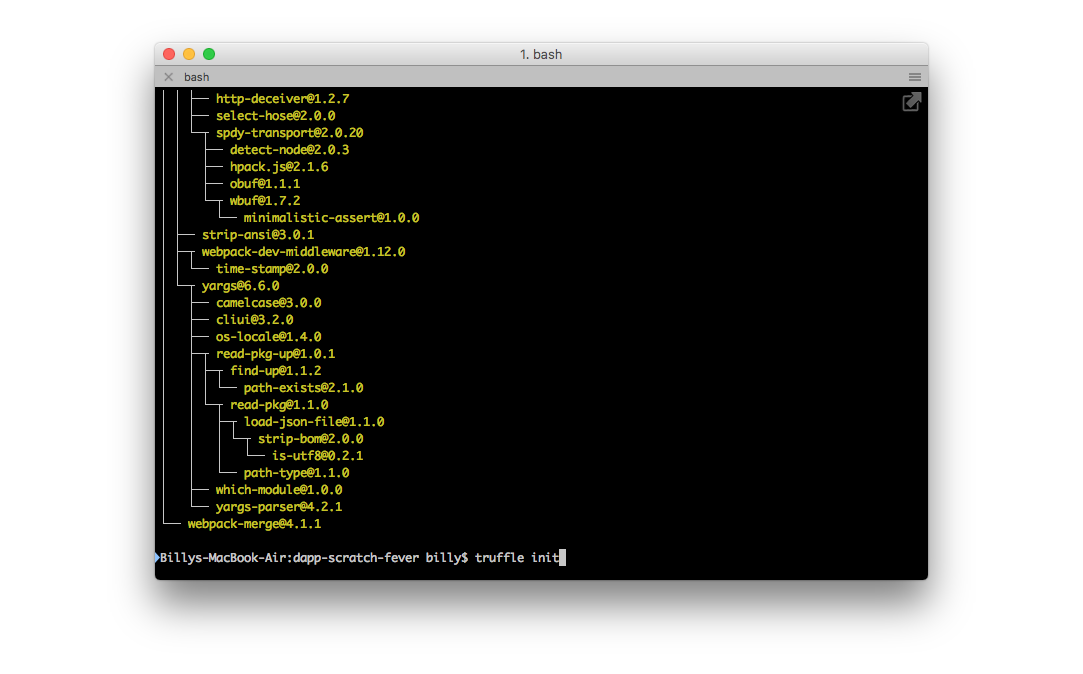 1. bash
bash
http-deceiver@1.2.7
select-hose@2.0.0
spdy-transport@2.0.20
detect-node@2.0.3
hpack.js@2.1.6
obuf@1.1.1
wbuf@1.7.2
minimalistic-assert@1.0.0
strip-ansi@3.0.1
webpack-dev-middleware@1.12.0
time-stamp@2.0.0
yargs@6.6.0
camelcase@3.0.0
cliui@3.2.0
os-locale@1.4.0
read-pkg-up@1.0.1
find-up@1.1.2
path-exists@2.1.0
read-pkg@1.1.0
load-json-file@1.1.0
strip-bom@2.0.0
is-utf8@0.2.1
path-type@1.1.0
which-module@1.0.0
yargs-parser@4.2.1
webpack-merge@4.1.1
Billys-MacBook-Air:dapp-scratch-fever billy$ truffle init